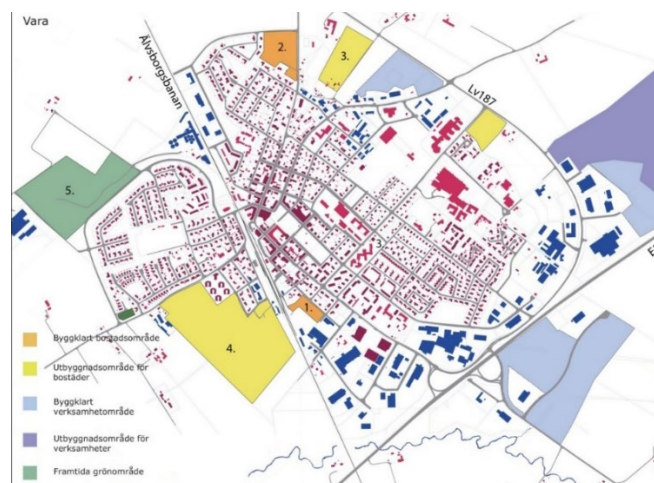 Vara
Älvsborgsbanan
2.
3.
Lv187
5.
3
1.
4.
E
Byggklart bostadsområde
Utbyggnadsområde för
bostäder
Byggklart
verksamhetområde
Utbyggnadsområde för
verksamheter
Framtida grönområde